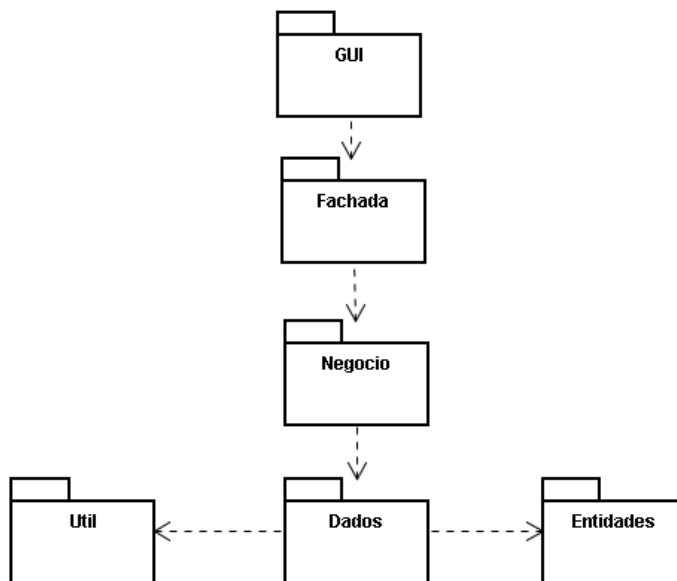 GUI
Fachada
Negocio
Util
Dados
Entidades